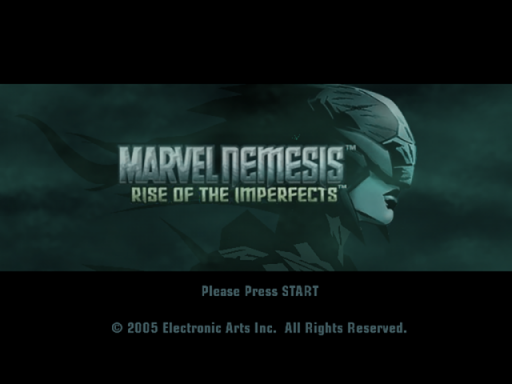 MARVEL NEMESIS™
RISE OF THE IMPERFECTS™
Please Press START
© 2005 Electronic Arts Inc. All Rights Reserved.